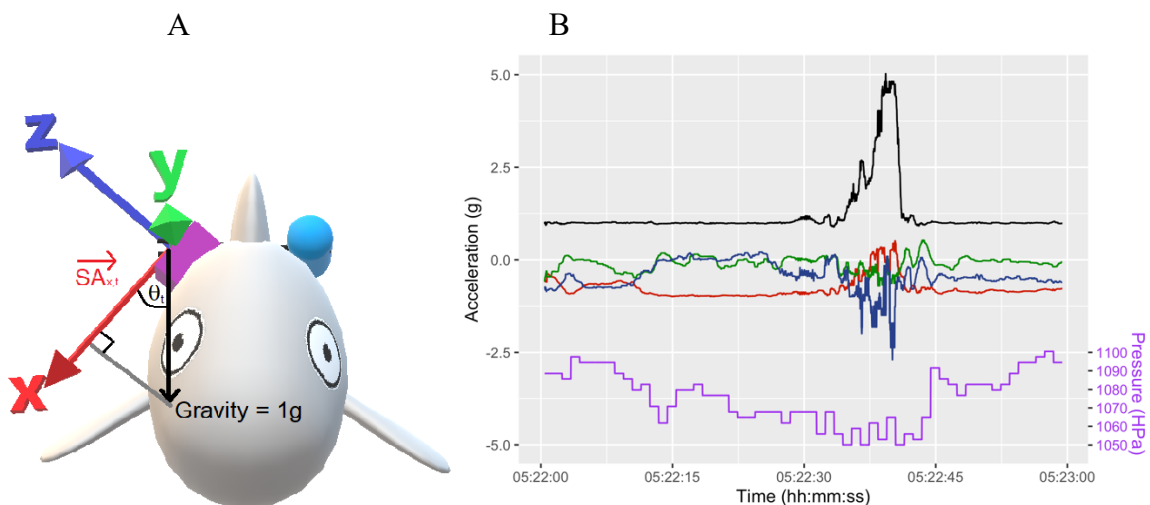 A
B
z
y
SAx,t
θt
x
Gravity = 1g
Acceleration (g)
5.0
2.5
0.0
-2.5
-5.0
1100
1090
1080
1070
1060
1050
Pressure (HPa)
05:22:00 05:22:15 05:22:30 05:22:45 05:23:00
Time (hh:mm:ss)